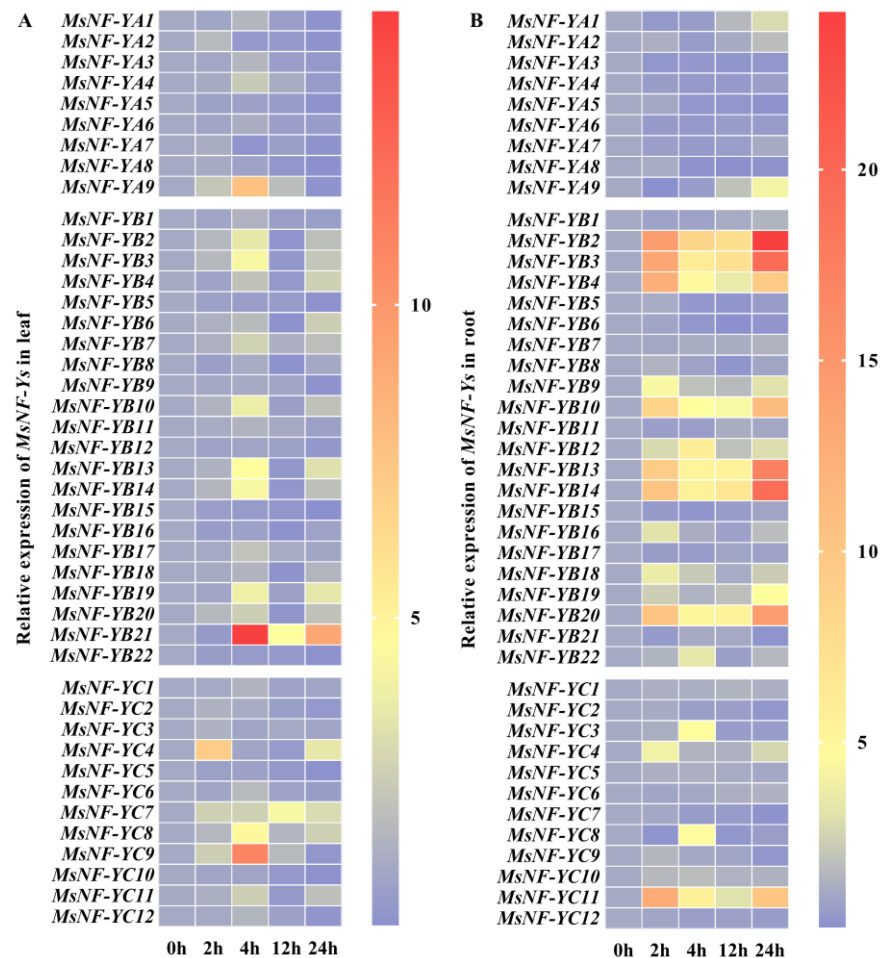 A
Relative expression of MsNF-Ys in leaf
MsNF-YA1
MsNF-YA2
MsNF-YA3
MsNF-YA4
MsNF-YA5
MsNF-YA6
MsNF-YA7
MsNF-YA8
MsNF-YA9
MsNF-YB1
MsNF-YB2
MsNF-YB3
MsNF-YB4
MsNF-YB5
MsNF-YB6
MsNF-YB7
MsNF-YB8
MsNF-YB9
MsNF-YB10
MsNF-YB11
MsNF-YB12
MsNF-YB13
MsNF-YB14
MsNF-YB15
MsNF-YB16
MsNF-YB17
MsNF-YB18
MsNF-YB19
MsNF-YB20
MsNF-YB21
MsNF-YB22
MsNF-YC1
MsNF-YC2
MsNF-YC3
MsNF-YC4
MsNF-YC5
MsNF-YC6
MsNF-YC7
MsNF-YC8
MsNF-YC9
MsNF-YC10
MsNF-YC11
MsNF-YC12
0h 2h 4h 12h 24h
10
5
B
Relative expression of MsNF-Ys in root
MsNF-YA1
MsNF-YA2
MsNF-YA3
MsNF-YA4
MsNF-YA5
MsNF-YA6
MsNF-YA7
MsNF-YA8
MsNF-YA9
MsNF-YB1
MsNF-YB2
MsNF-YB3
MsNF-YB4
MsNF-YB5
MsNF-YB6
MsNF-YB7
MsNF-YB8
MsNF-YB9
MsNF-YB10
MsNF-YB11
MsNF-YB12
MsNF-YB13
MsNF-YB14
MsNF-YB15
MsNF-YB16
MsNF-YB17
MsNF-YB18
MsNF-YB19
MsNF-YB20
MsNF-YB21
MsNF-YB22
MsNF-YC1
MsNF-YC2
MsNF-YC3
MsNF-YC4
MsNF-YC5
MsNF-YC6
MsNF-YC7
MsNF-YC8
MsNF-YC9
MsNF-YC10
MsNF-YC11
MsNF-YC12
0h 2h 4h 12h 24h
20
15
10
5